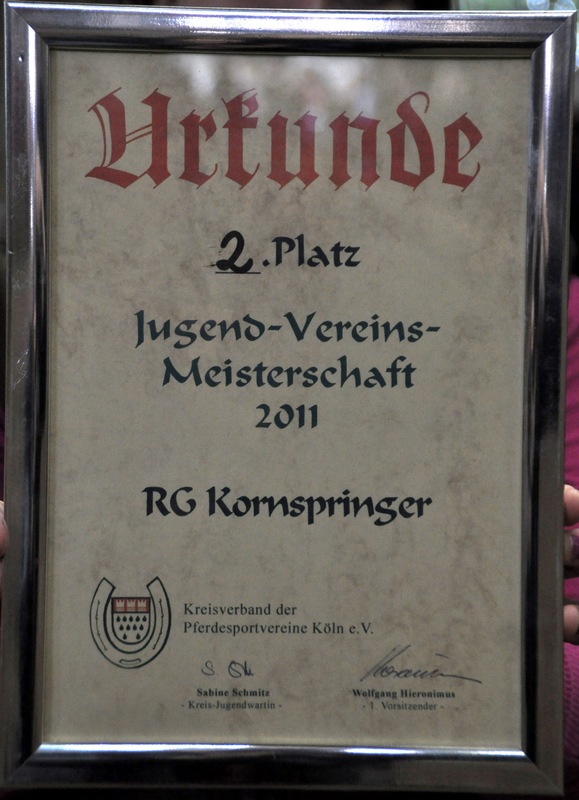 Urkunde
2.Platz
Jugend-Vereins-
Meisterschaft
2011
RG Kornspringer
Kreisverband der
Pferdesportvereine Köln e.V.
Sabine Schmitz
- Kreis-Jugendwartin -
Wolfgang Hieronimus
- 1. Vorsitzender -